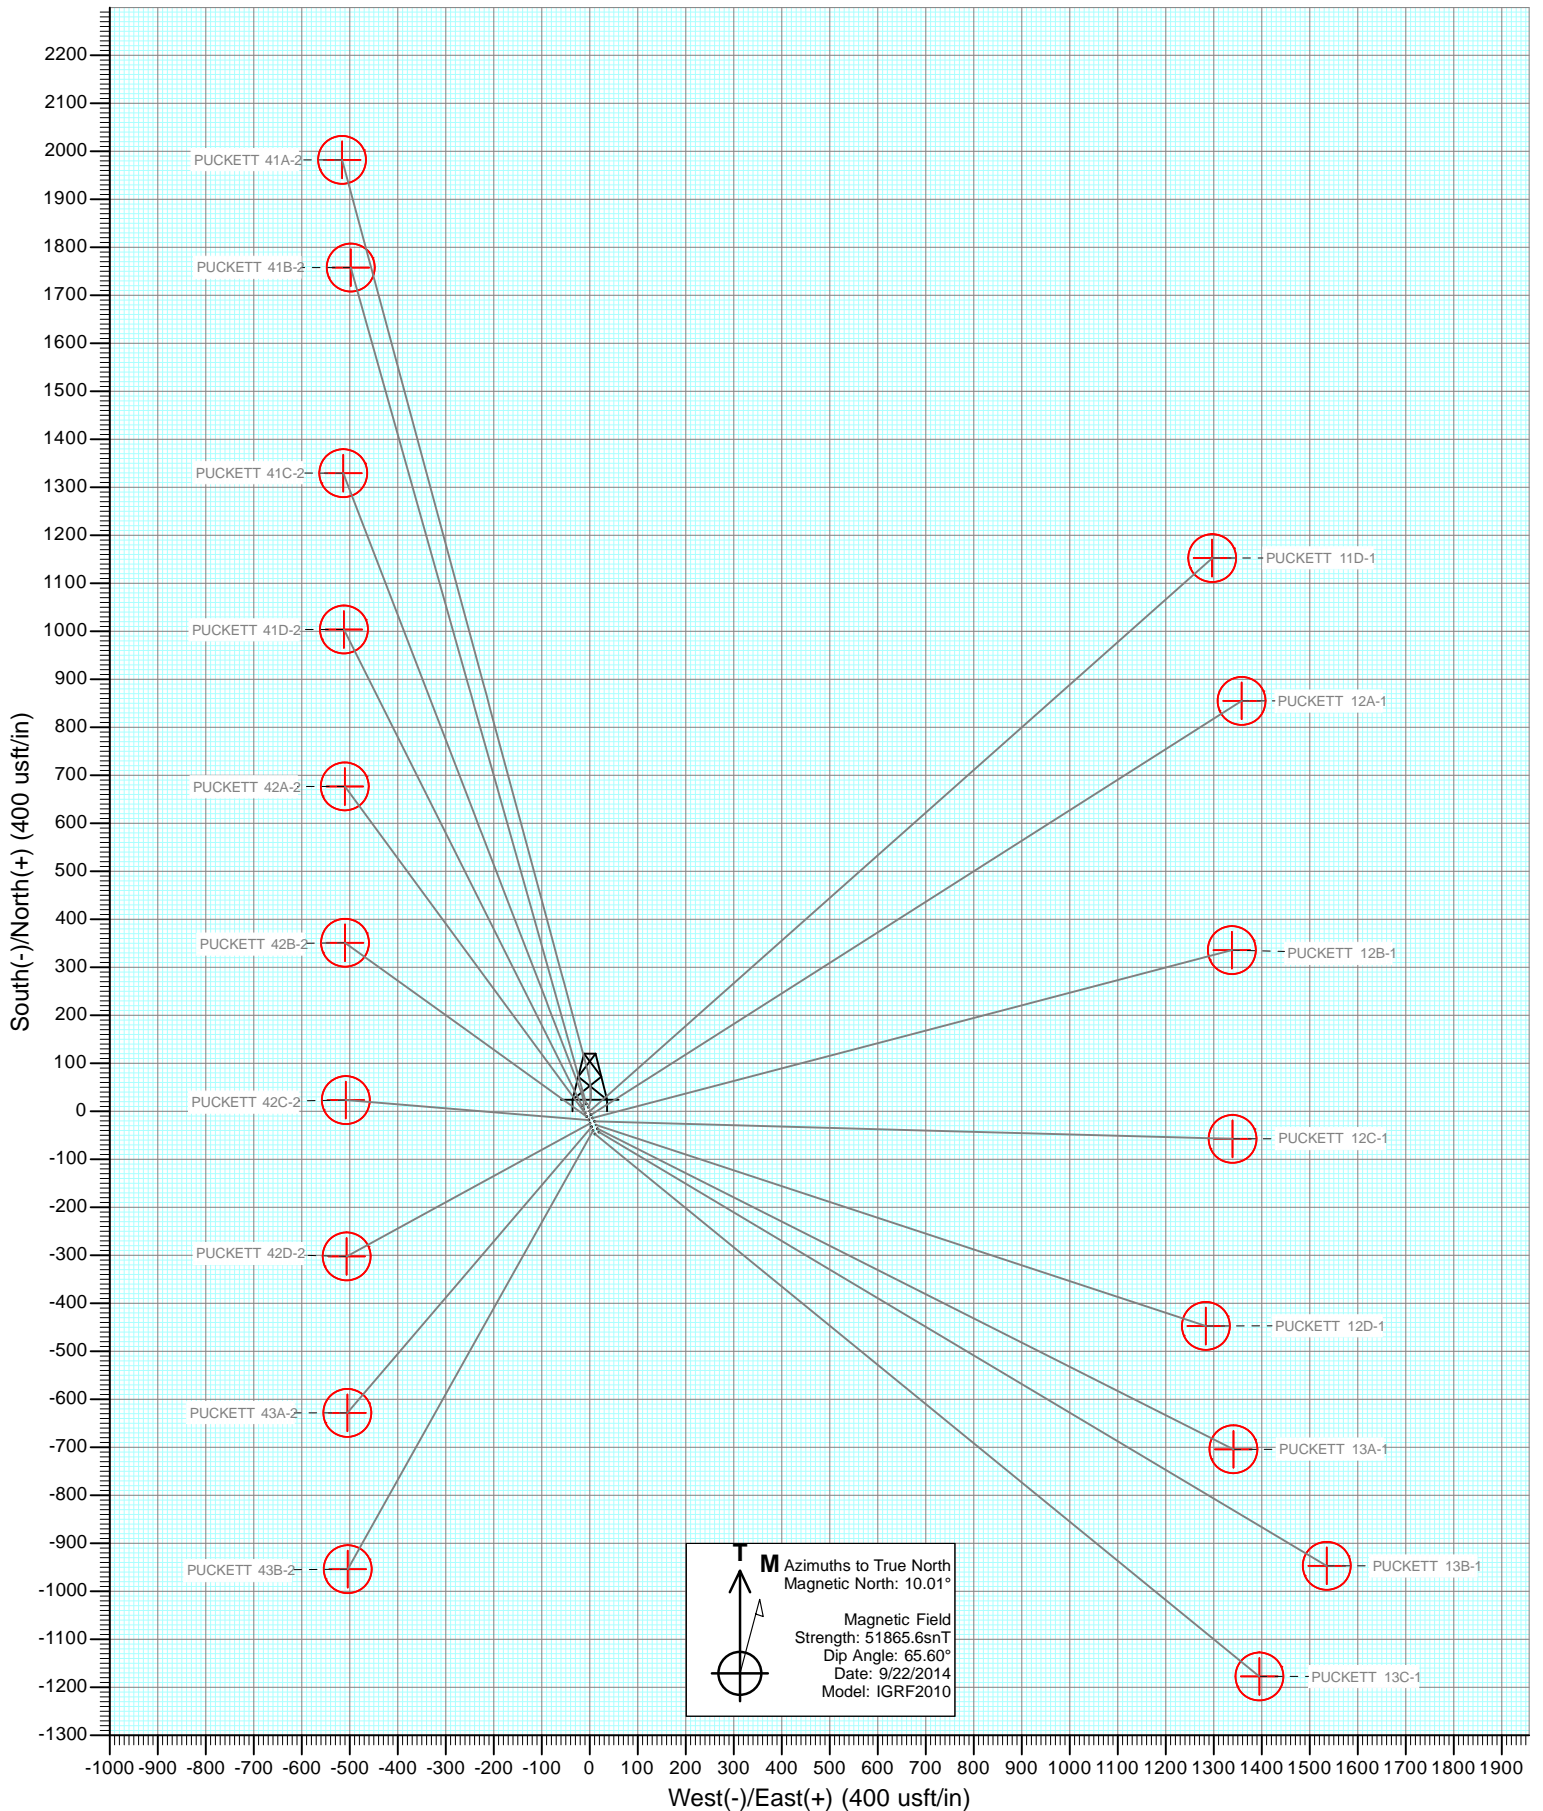 2200
2100
2000
1900
1800
1700
1600
1500
1400
1300
1200
1100
1000
900
800
700
600
500
400
300
200
100
0
-100
-200
-300
-400
-500
-600
-700
-800
-900
-1000
-1100
-1200
-1300
South(-)/North(+) (400 usft/in)
PUCKETT 41A-2
PUCKETT 41B-2
PUCKETT 41C-2
PUCKETT 41D-2
PUCKETT 42A-2
PUCKETT 42B-2
PUCKETT 42C-2
PUCKETT 42D-2
PUCKETT 43A-2
PUCKETT 43B-2
PUCKETT 11D-1
PUCKETT 12A-1
PUCKETT 12B-1
PUCKETT 12C-1
PUCKETT 12D-1
PUCKETT 13A-1
PUCKETT 13B-1
PUCKETT 13C-1
T
M
Azimuths to True North
Magnetic North: 10.01°
Magnetic Field
Strength: 51865.6snT
Dip Angle: 65.60°
Date: 9/22/2014
Model: IGRF2010
-1000 -900 -800 -700 -600 -500 -400 -300 -200 -100 0 100 200 300 400 500 600 700 800 900 1000 1100 1200 1300 1400 1500 1600 1700 1800 1900
West(-)/East(+) (400 usft/in)